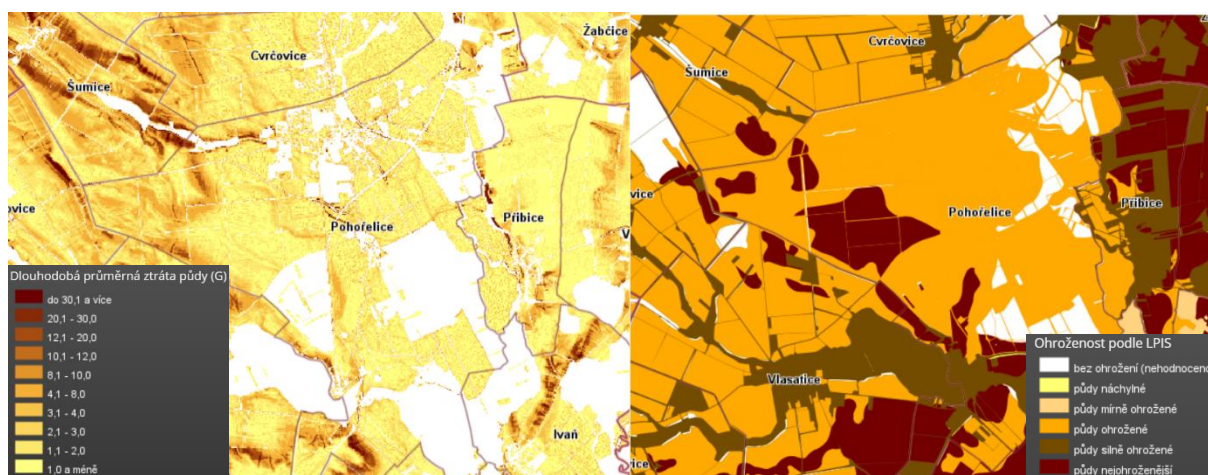 Žabčice
Cvrčovice
Šumice
ovice
Pohořelice
Přibice
V
Ivaň
Dlouhodobá průměrná ztráta půdy (G)
do 30,1 a více
20,1 - 30,0
12,1 - 20,0
10,1 - 12,0
8,1 - 10,0
4,1 - 8,0
3,1 - 4,0
2,1 - 3,0
1,1 - 2,0
1,0 a méně
Cvrčovice
Šumice
vice
Pohořelice
Přibice
Vlasatice
ice
Ohroženost podle LPIS
bez ohrožení (nehodnoceno
půdy náchylné
půdy mírně ohrožené
půdy ohrožené
půdy silně ohrožené
půdy nejohroženější